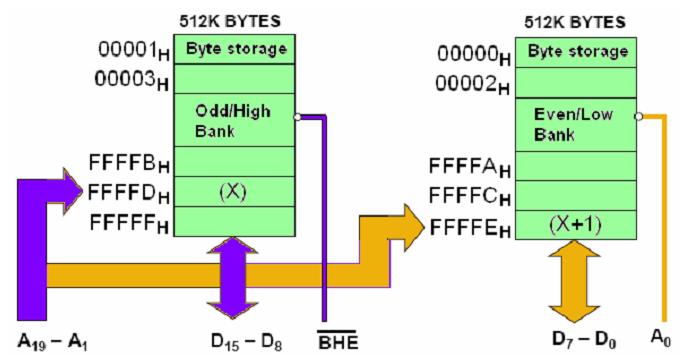 512K BYTES
00001H
Byte storage
00003H
Odd/High
Bank
FFFFBH
FFFFDH
(X)
FFFFFH
512K BYTES
00000H
Byte storage
00002H
Even/Low
Bank
FFFFAH
FFFFCH
FFFFEH
(X+1)
A19 – A1
D15 – D8
BHE
D7 – D0
A0